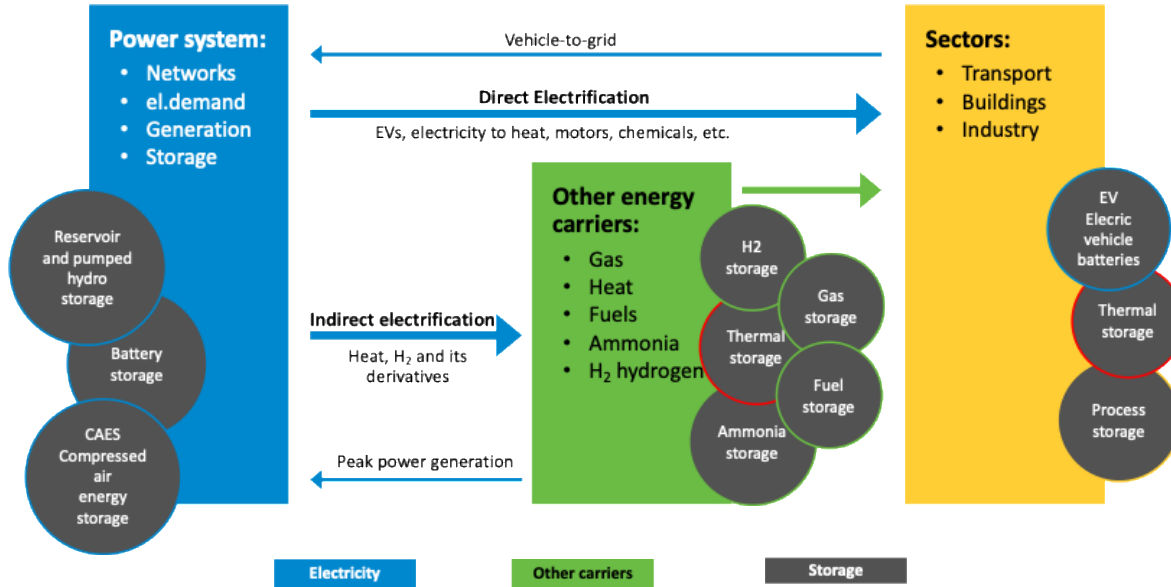 Power system:
• Networks
• el.demand
• Generation
• Storage
Reservoir
and pumped
hydro
storage
Battery
storage
CAES
Compressed
air
energy
storage
Vehicle-to-grid
Direct Electrification
EVs, electricity to heat, motors, chemicals, etc.
Indirect electrification
Heat, H₂ and its
derivatives
Peak power generation
Other energy
carriers:
• Gas
• Heat
• Fuels
• Ammonia
• H₂ hydrogen
H2
storage
Gas
storage
Thermal
storage
Fuel
storage
Ammonia
storage
Sectors:
• Transport
• Buildings
• Industry
EV
Elecric
vehicle
batteries
Thermal
storage
Process
storage
Electricity
Other carriers
Storage